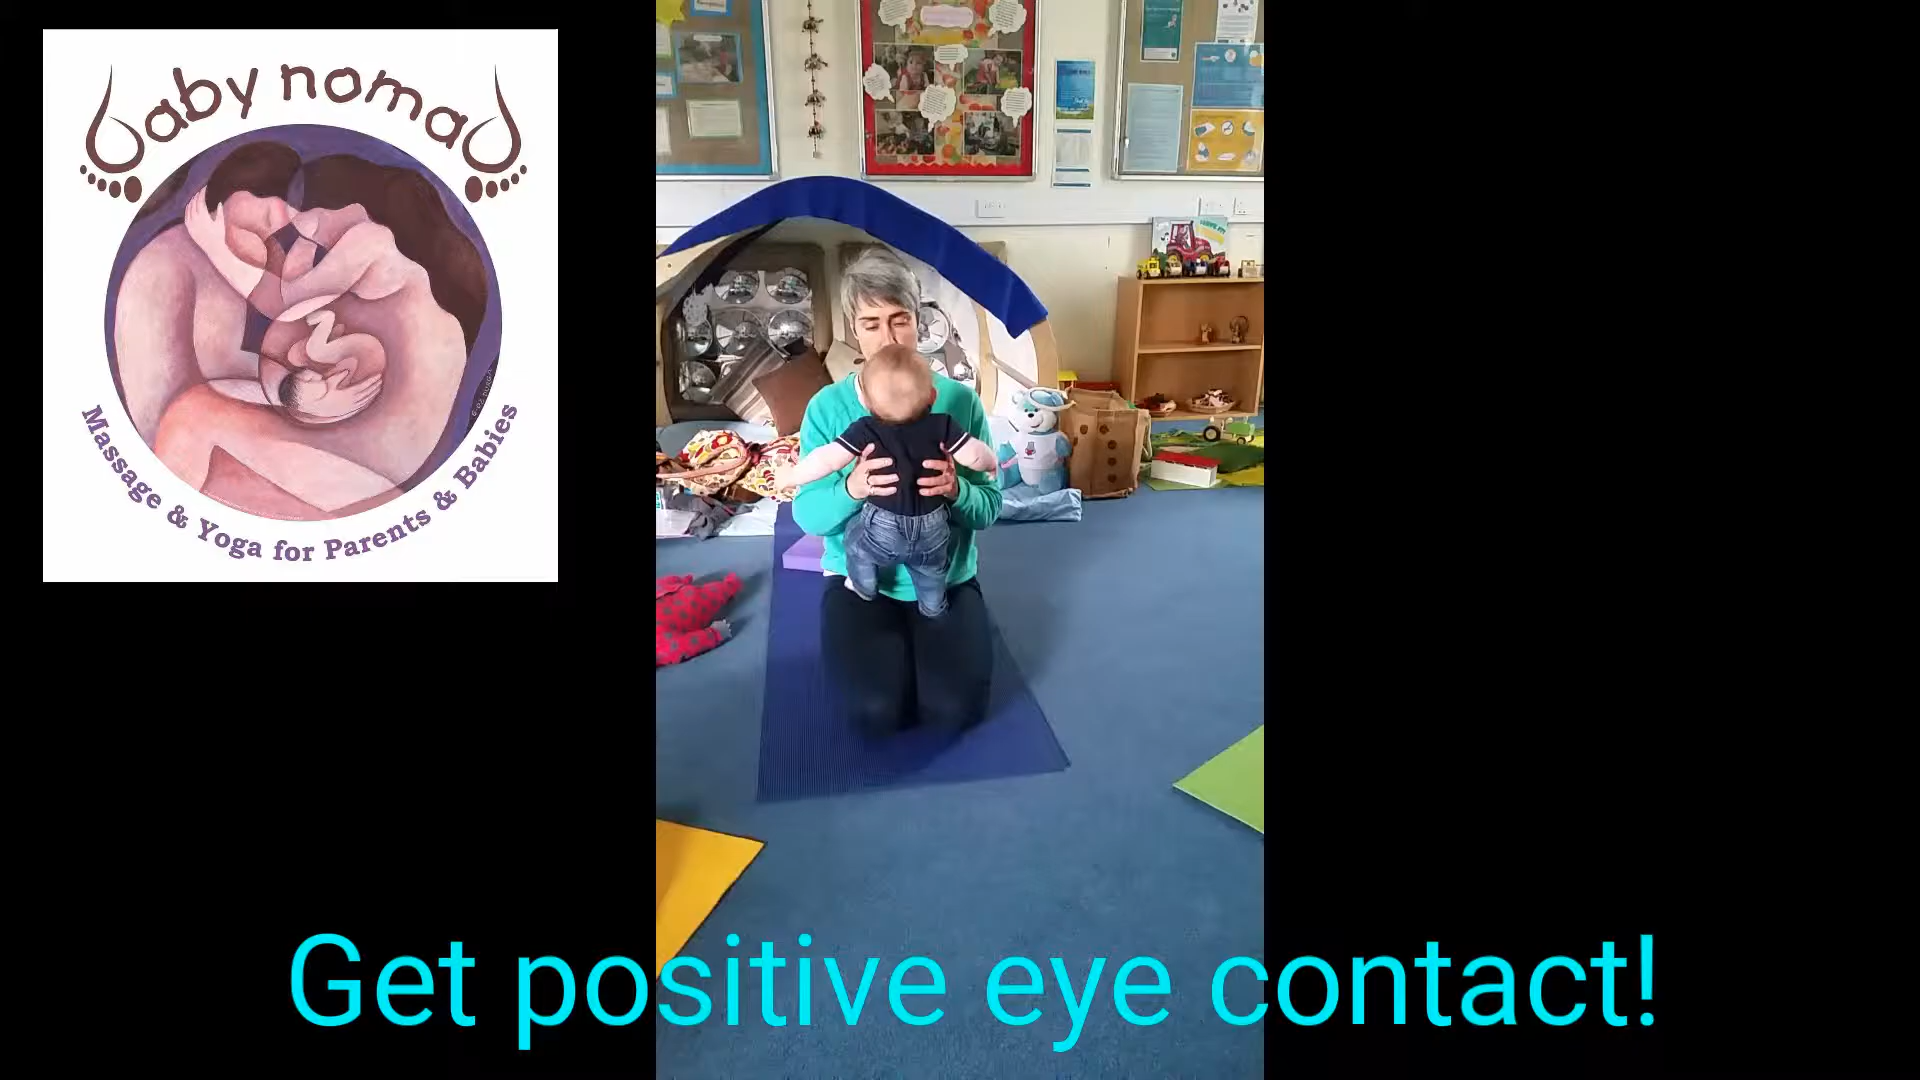 baby nomad
Massage & Yoga for Parents & Babies
Get positive eye contact!